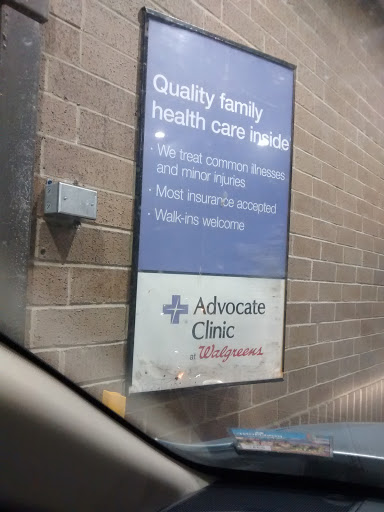 Quality family
health care inside
· We treat common illnesses
and minor injuries
· Most insurance accepted
· Walk-ins welcome
Advocate
Clinic
at Walgreens